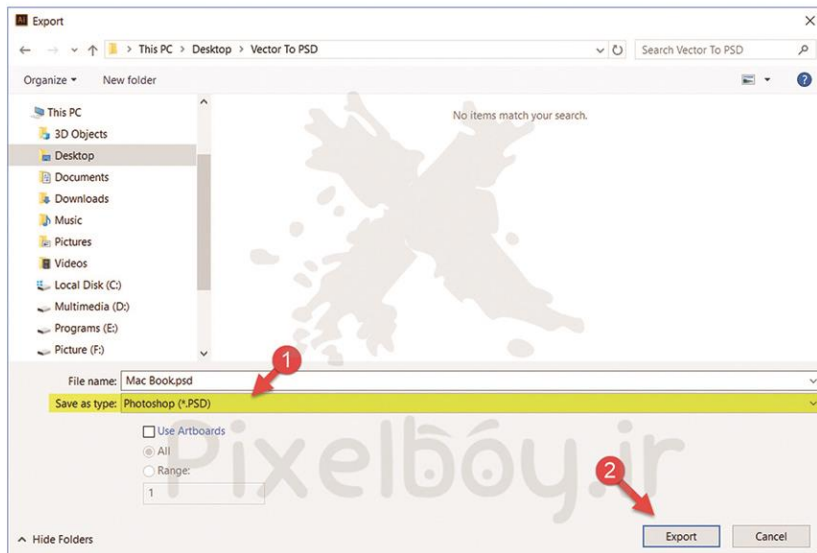 Ai Export
This PC > Desktop > Vector To PSD
Search Vector To PSD
Organize
New folder
?
No items match your search.
This PC
3D Objects
Desktop
Documents
Downloads
Music
Pictures
Videos
Local Disk (C:)
Multimedia (D:)
Programs (E:)
Picture (F:)
1
File name: Mac Book.psd
Save as type: Photoshop (*.PSD)
Use Artboards
All
Range:
1
Pixelboy.ir
2
Hide Folders
Export
Cancel